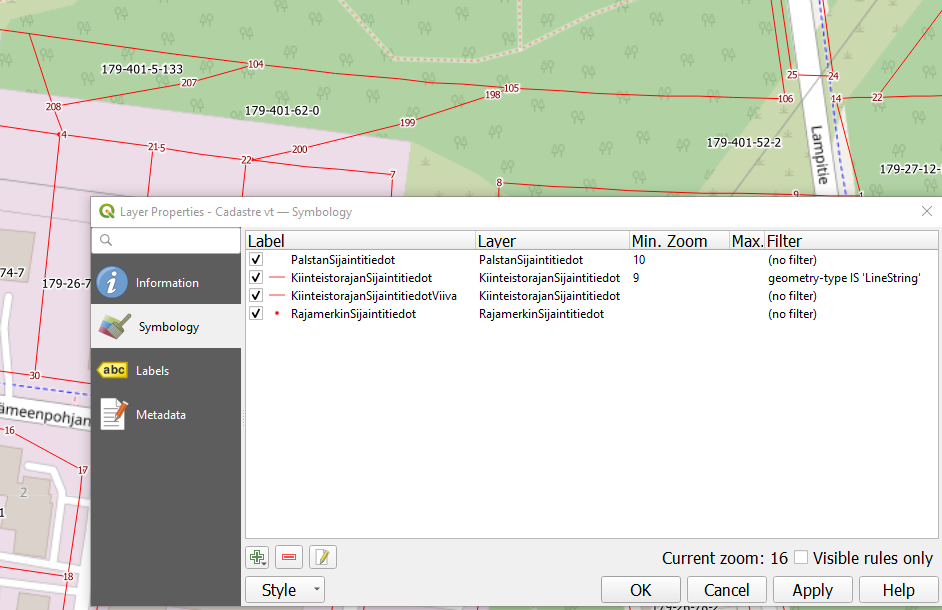 179-401-5-133
104
207
105
198
208
179-401-62-0
199
4
21-5
200
22
7
8
25
24
106
14
22
Lampitie
179-401-52-2
179-27-12-
9
1
74-7
179-26-7
30
ämeenpohjan
16
17
2
1
18
Layer Properties - Cadastre vt — Symbology
Information
Symbology
Labels
Metadata
abc
Label Layer Min. Zoom Max. Filter
PalstanSijaintitiedot PalstanSijaintitiedot 10 (no filter)
KiinteistorajanSijaintitiedot KiinteistorajanSijaintitiedot 9 geometry-type IS 'LineString'
KiinteistorajanSijaintitiedotViiva KiinteistorajanSijaintitiedot (no filter)
RajamerkinSijaintitiedot RajamerkinSijaintitiedot (no filter)
Current zoom: 16 Visible rules only
Style OK Cancel Apply Help